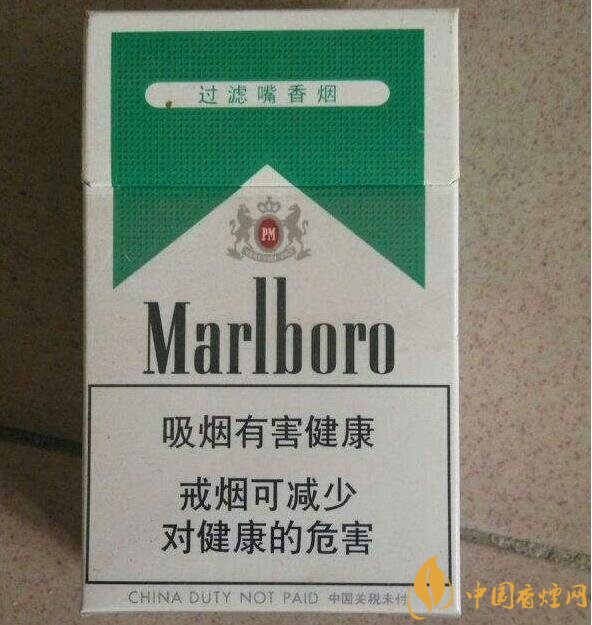 过滤嘴香烟
PM
Marlboro
吸烟有害健康
戒烟可减少
对健康的危害
CHINA DUTY NOT PAID 中国关税未付
中国香烟网